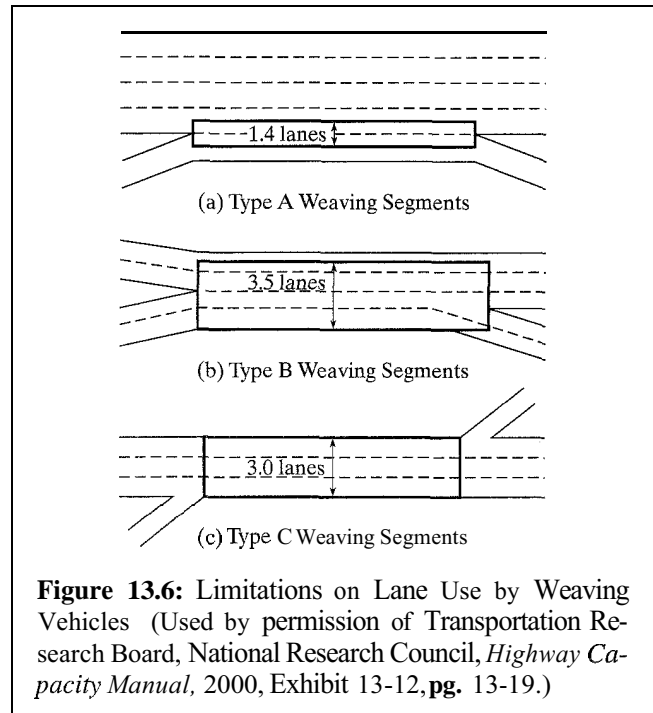 1.4 lanes
(a) Type A Weaving Segments
3.5 lanes
(b) Type B Weaving Segments
3.0 lanes
(c) Type C Weaving Segments
Figure 13.6: Limitations on Lane Use by Weaving
Vehicles (Used by permission of Transportation Re-
search Board, National Research Council, Highway Ca-
pacity Manual, 2000, Exhibit 13-12, pg. 13-19.)